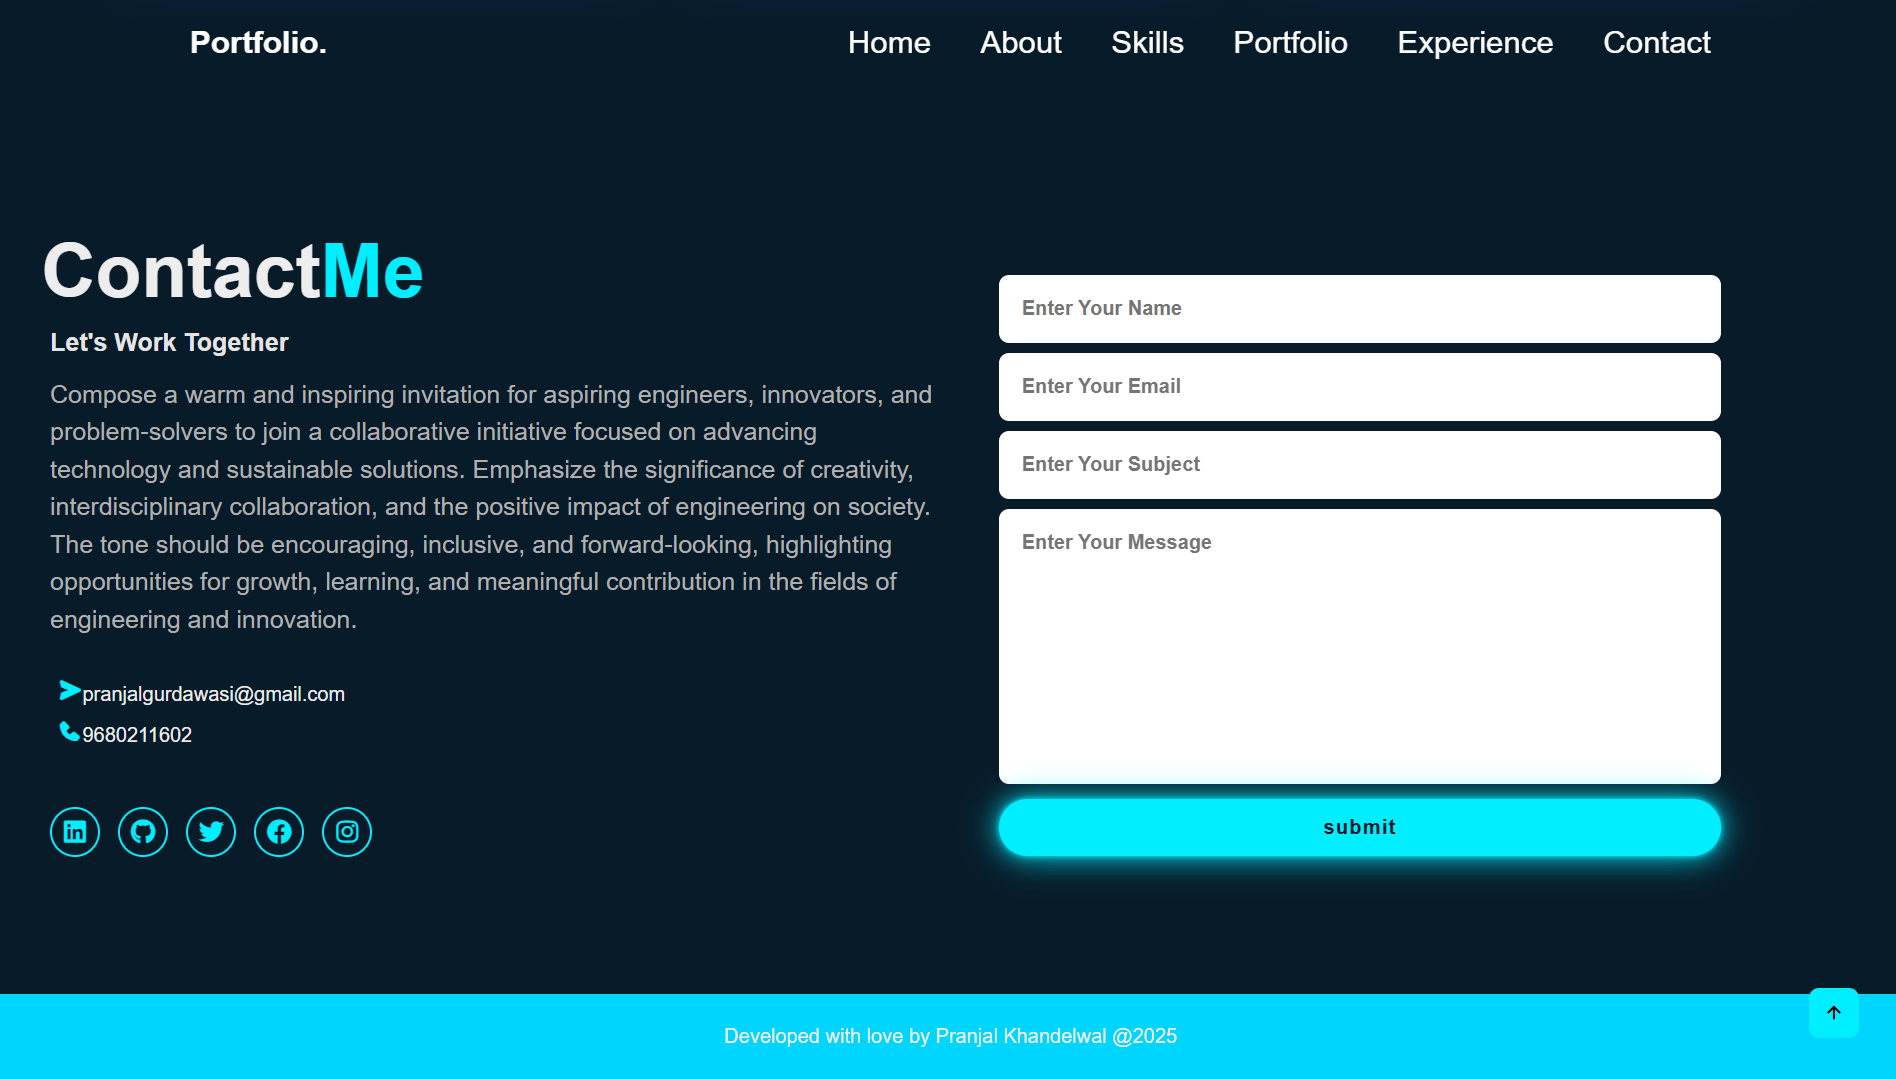 Portfolio.
Home About Skills Portfolio Experience Contact
ContactMe
Let's Work Together
Compose a warm and inspiring invitation for aspiring engineers, innovators, and
problem-solvers to join a collaborative initiative focused on advancing
technology and sustainable solutions. Emphasize the significance of creativity,
interdisciplinary collaboration, and the positive impact of engineering on society.
The tone should be encouraging, inclusive, and forward-looking, highlighting
opportunities for growth, learning, and meaningful contribution in the fields of
engineering and innovation.
pranjalgurdawasi@gmail.com
9680211602
Enter Your Name
Enter Your Email
Enter Your Subject
Enter Your Message
submit
Developed with love by Pranjal Khandelwal @2025